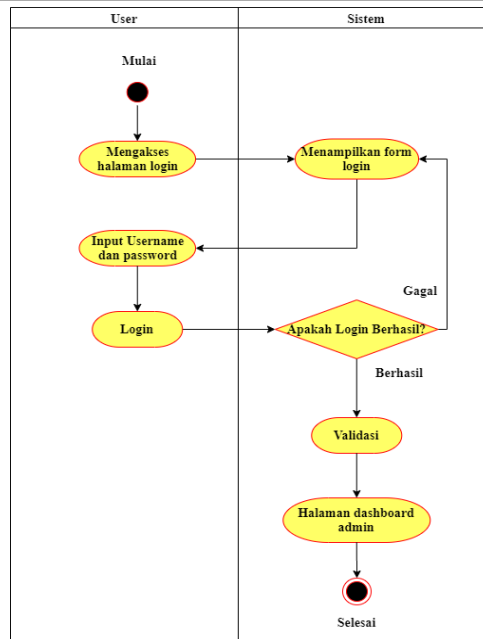 User
Sistem
Mulai
Mengakses
halaman login
Menampilkan form
login
Input Username
dan password
Gagal
Login
Apakah Login Berhasil?
Berhasil
Validasi
Halaman dashboard
admin
Selesai